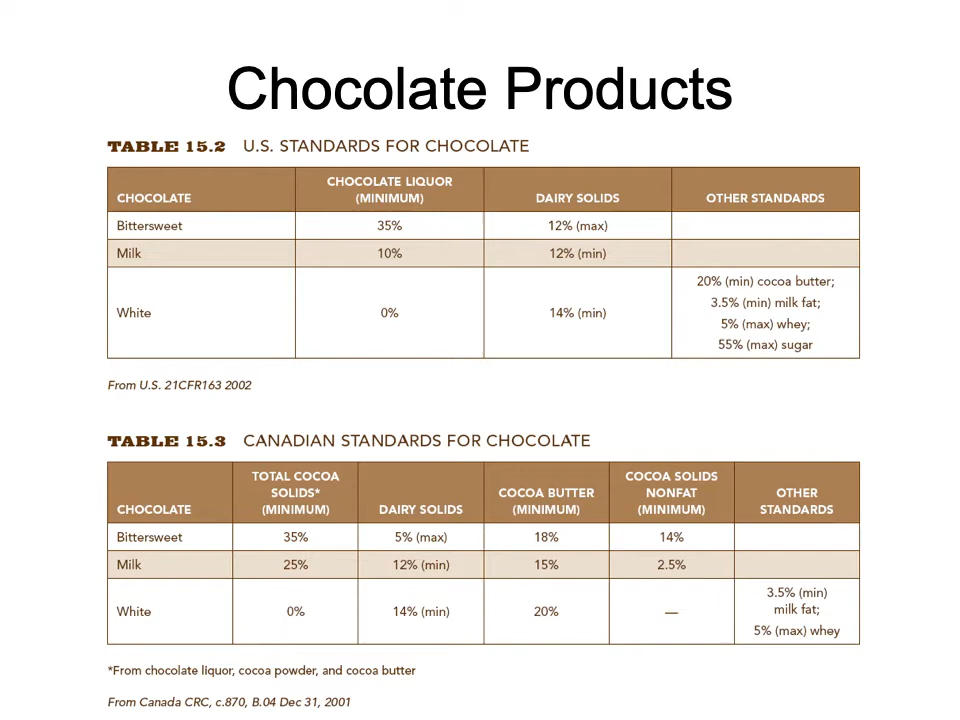 Chocolate Products
TABLE 15.2 U.S. STANDARDS FOR CHOCOLATE
CHOCOLATE CHOCOLATE LIQUOR (MINIMUM) DAIRY SOLIDS OTHER STANDARDS
Bittersweet 35% 12% (max)
Milk 10% 12% (min)
White 0% 14% (min) 20% (min) cocoa butter;
3.5% (min) milk fat;
5% (max) whey;
55% (max) sugar
From U.S. 21CFR163 2002
TABLE 15.3 CANADIAN STANDARDS FOR CHOCOLATE
CHOCOLATE TOTAL COCOA SOLIDS* (MINIMUM) DAIRY SOLIDS COCOA BUTTER (MINIMUM) COCOA SOLIDS NONFAT (MINIMUM) OTHER STANDARDS
Bittersweet 35% 5% (max) 18% 14%
Milk 25% 12% (min) 15% 2.5%
White 0% 14% (min) 20% — 3.5% (min)
milk fat;
5% (max) whey
*From chocolate liquor, cocoa powder, and cocoa butter
From Canada CRC, c.870, B.04 Dec 31, 2001